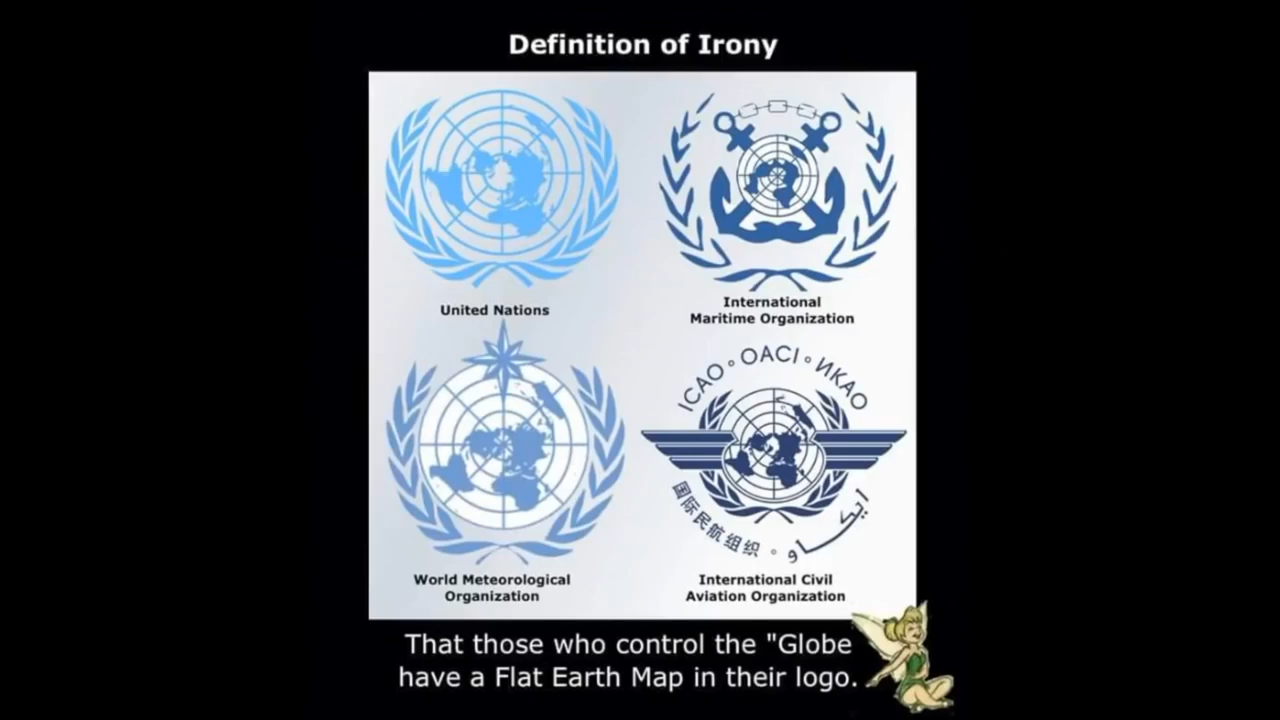 Definition of Irony
United Nations
International
Maritime Organization
ICAO ◦ OACI ◦ ИКАО
国际民航组织 ◦ ايكاو
World Meteorological
Organization
International Civil
Aviation Organization
That those who control the "Globe
have a Flat Earth Map in their logo.